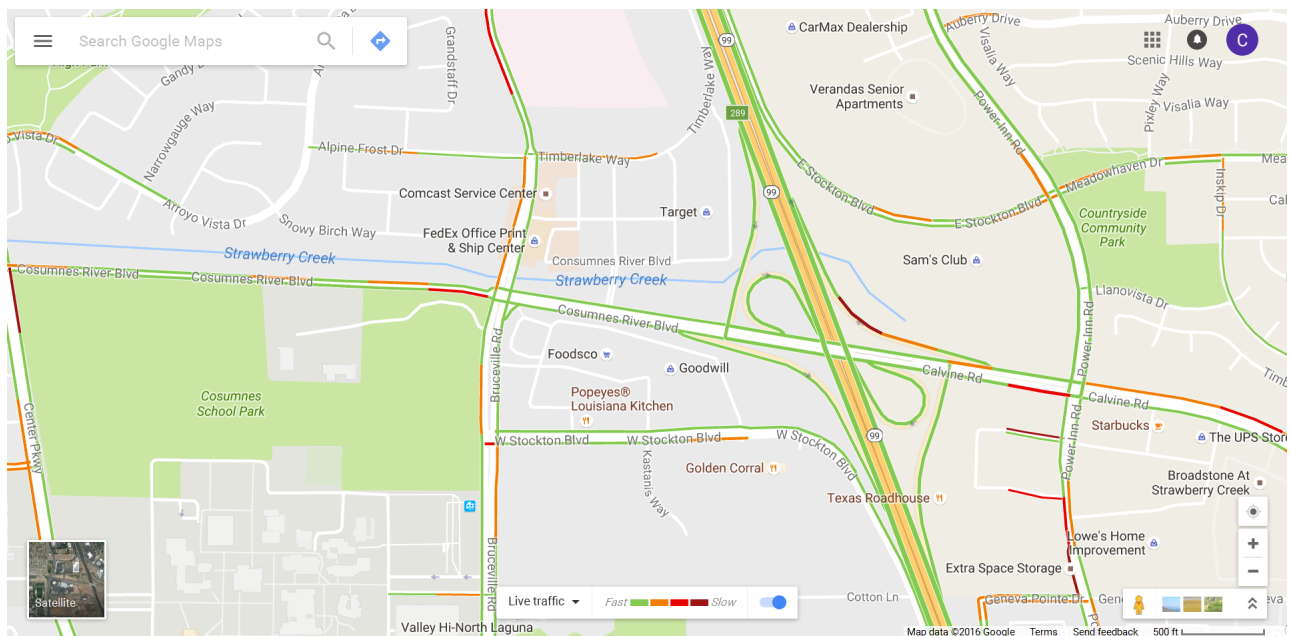 Search Google Maps
Grandstaff Dr
Gandy
99
CarMax Dealership
Auberry Drive
Auberry Drive
C
Visalia Way
Scenic Hills Way
Timberlake Way
Verandas Senior
Apartments
Power Inn Rd
Pixley Way
Visalia Way
289
Narrowgauge Way
Vista Dr
Alpine Frost Dr
Timberlake Way
E Stockton Blvd
Meadowhaven Dr
Mea
Inskip Dr
Comcast Service Center
99
Target
Arroyo Vista Dr
Snowy Birch Way
E Stockton Blvd
Countryside
Community
Park
Cal
FedEx Office Print
& Ship Center
Strawberry Creek
Consumnes River Blvd
Sam's Club
Cosumnes River Blvd
Cosumnes River Blvd
Strawberry Creek
Llanovista Dr
Cosumnes River Blvd
Power Inn Rd
Bruceville Rd
Foodsco
Goodwill
Calvine Rd
Timb
Popeyes®
Louisiana Kitchen
Cosumnes
School Park
Calvine Rd
Center Pkwy
Power Inn Rd
Starbucks
The UPS Store
99
W Stockton Blvd
W Stockton Blvd
W Stockton Blvd
Kastanis Way
Golden Corral
Texas Roadhouse
Broadstone At
Strawberry Creek
Lowe's Home
Improvement
Bruceville Rd
Extra Space Storage
Satellite
Live traffic
Fast
Slow
Cotton Ln
Geneva Pointe Dr
Gene
Valley Hi-North Laguna
Map data ©2016 Google
Terms
Send feedback
500 ft